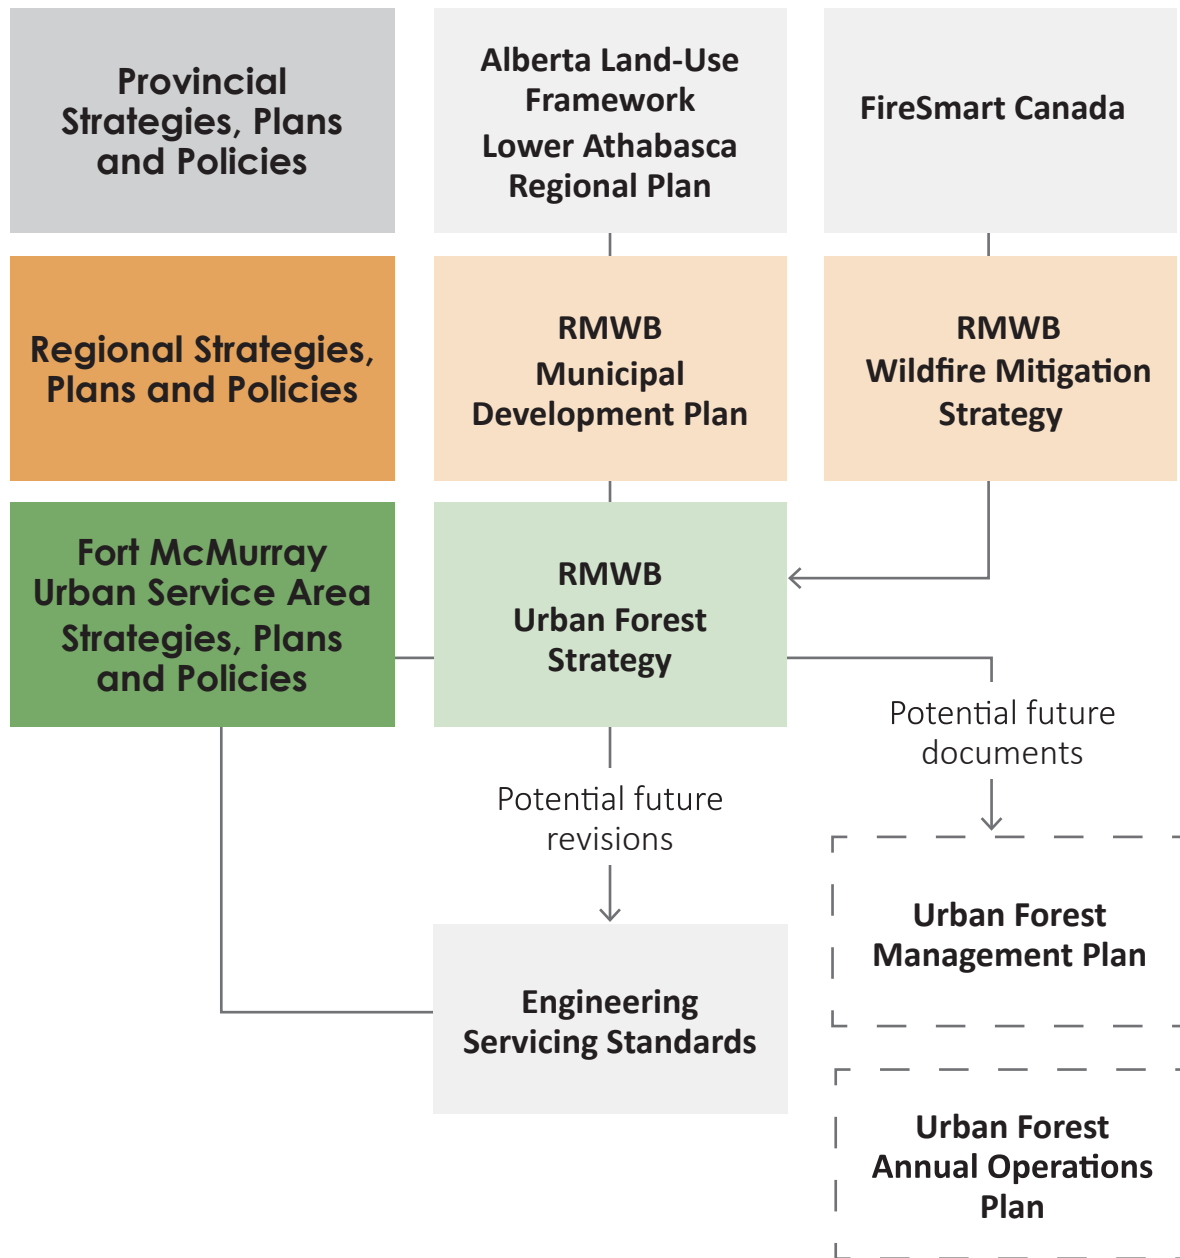 Provincial
Strategies, Plans
and Policies
Alberta Land-Use
Framework
Lower Athabasca
Regional Plan
FireSmart Canada
Regional Strategies,
Plans and Policies
RMWB
Municipal
Development Plan
RMWB
Wildfire Mitigation
Strategy
Fort McMurray
Urban Service Area
Strategies, Plans
and Policies
RMWB
Urban Forest
Strategy
Potential future
documents
Potential future
revisions
Urban Forest
Management Plan
Engineering
Servicing Standards
Urban Forest
Annual Operations
Plan